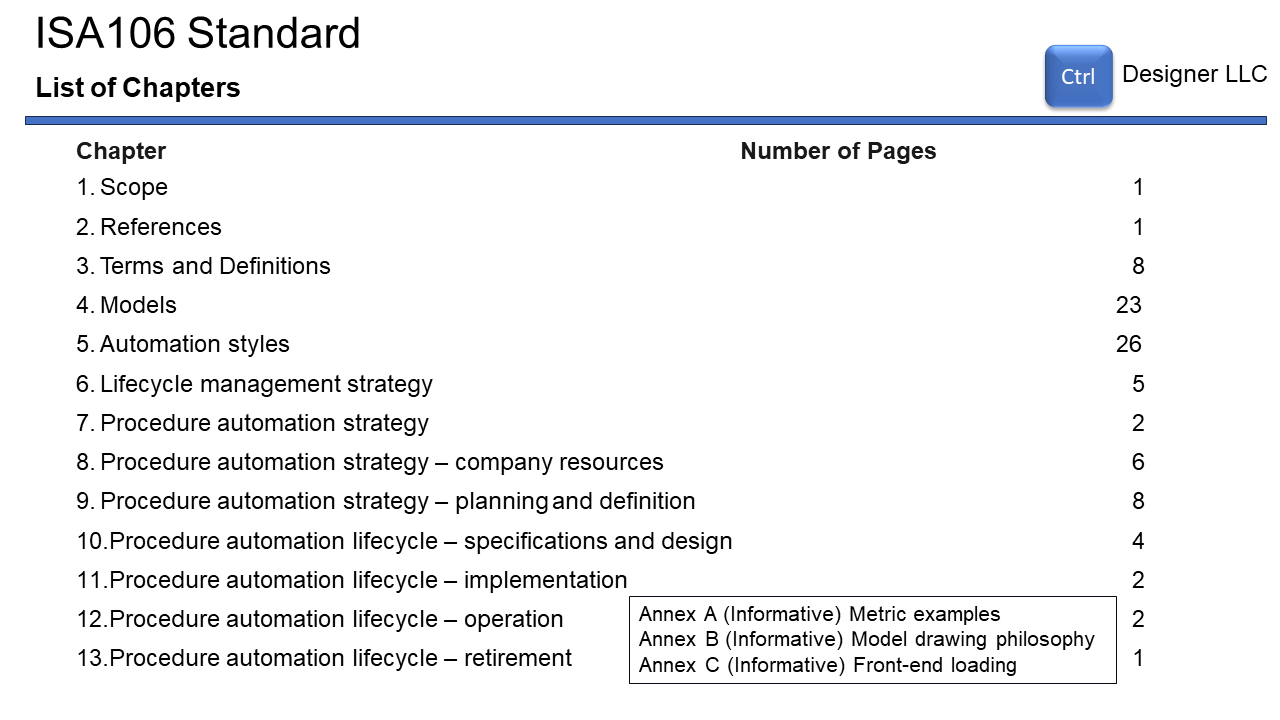 ISA106 Standard
List of Chapters
Ctrl Designer LLC
Chapter Number of Pages
1. Scope 1
2. References 1
3. Terms and Definitions 8
4. Models 23
5. Automation styles 26
6. Lifecycle management strategy 5
7. Procedure automation strategy 2
8. Procedure automation strategy – company resources 6
9. Procedure automation strategy – planning and definition 8
10.Procedure automation lifecycle – specifications and design 4
11.Procedure automation lifecycle – implementation 2
12.Procedure automation lifecycle – operation 2
13.Procedure automation lifecycle – retirement 1
Annex A (Informative) Metric examples
Annex B (Informative) Model drawing philosophy
Annex C (Informative) Front-end loading